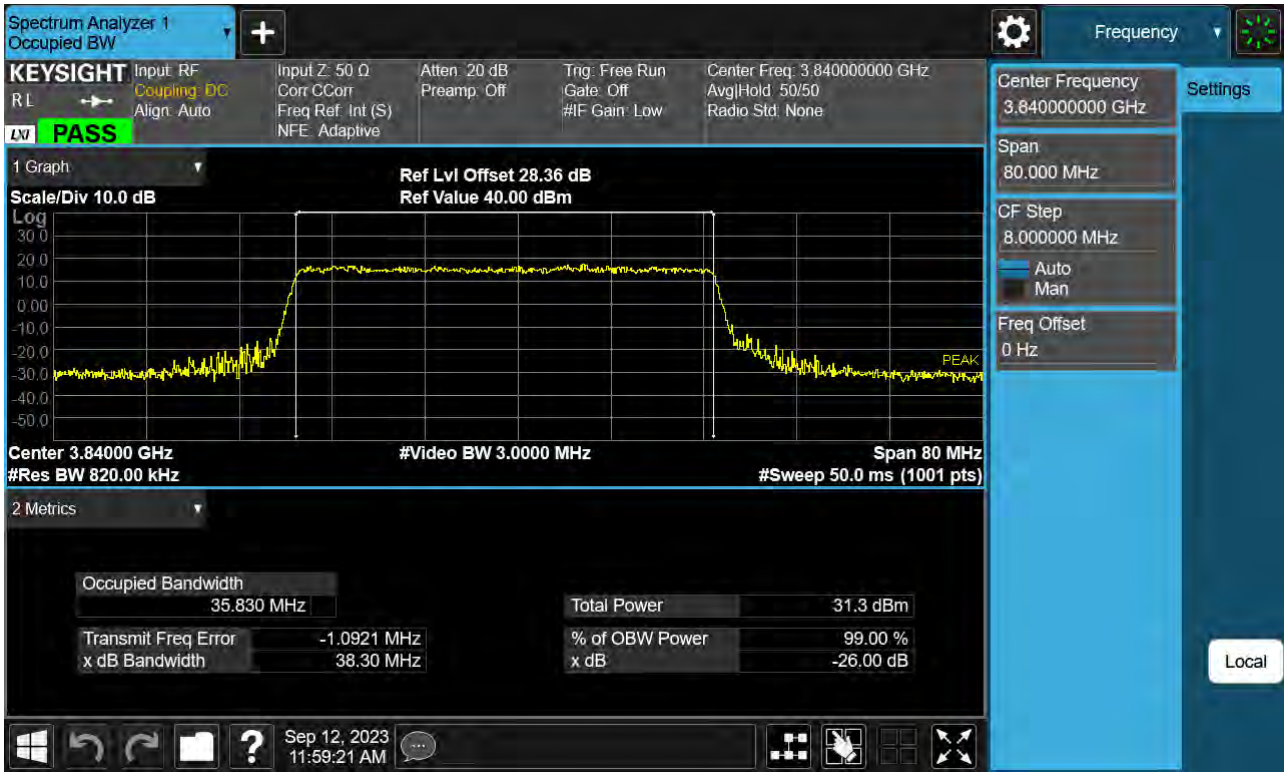 Spectrum Analyzer 1
Occupied BW
Frequency
KEYSIGHT
RL
LXI
PASS
Input: RF
Coupling: DC
Align: Auto
Input Z: 50 Ω
Corr CCorr
Freq Ref: Int (S)
NFE: Adaptive
Atten: 20 dB
Preamp: Off
Trig: Free Run
Gate: Off
#IF Gain: Low
Center Freq: 3.840000000 GHz
Avg|Hold: 50/50
Radio Std: None
Center Frequency
3.840000000 GHz
Settings
Span
80.000 MHz
CF Step
8.000000 MHz
Auto
Man
Freq Offset
0 Hz
Local
1 Graph
Scale/Div 10.0 dB
Ref Lvl Offset 28.36 dB
Ref Value 40.00 dBm
Log
30.0
20.0
10.0
0.00
-10.0
-20.0
-30.0
-40.0
-50.0
PEAK
Center 3.84000 GHz
#Video BW 3.0000 MHz
Span 80 MHz
#Res BW 820.00 kHz
#Sweep 50.0 ms (1001 pts)
2 Metrics
Occupied Bandwidth
35.830 MHz
Total Power 31.3 dBm
Transmit Freq Error -1.0921 MHz
% of OBW Power 99.00 %
x dB Bandwidth 38.30 MHz
x dB -26.00 dB
?
Sep 12, 2023
11:59:21 AM